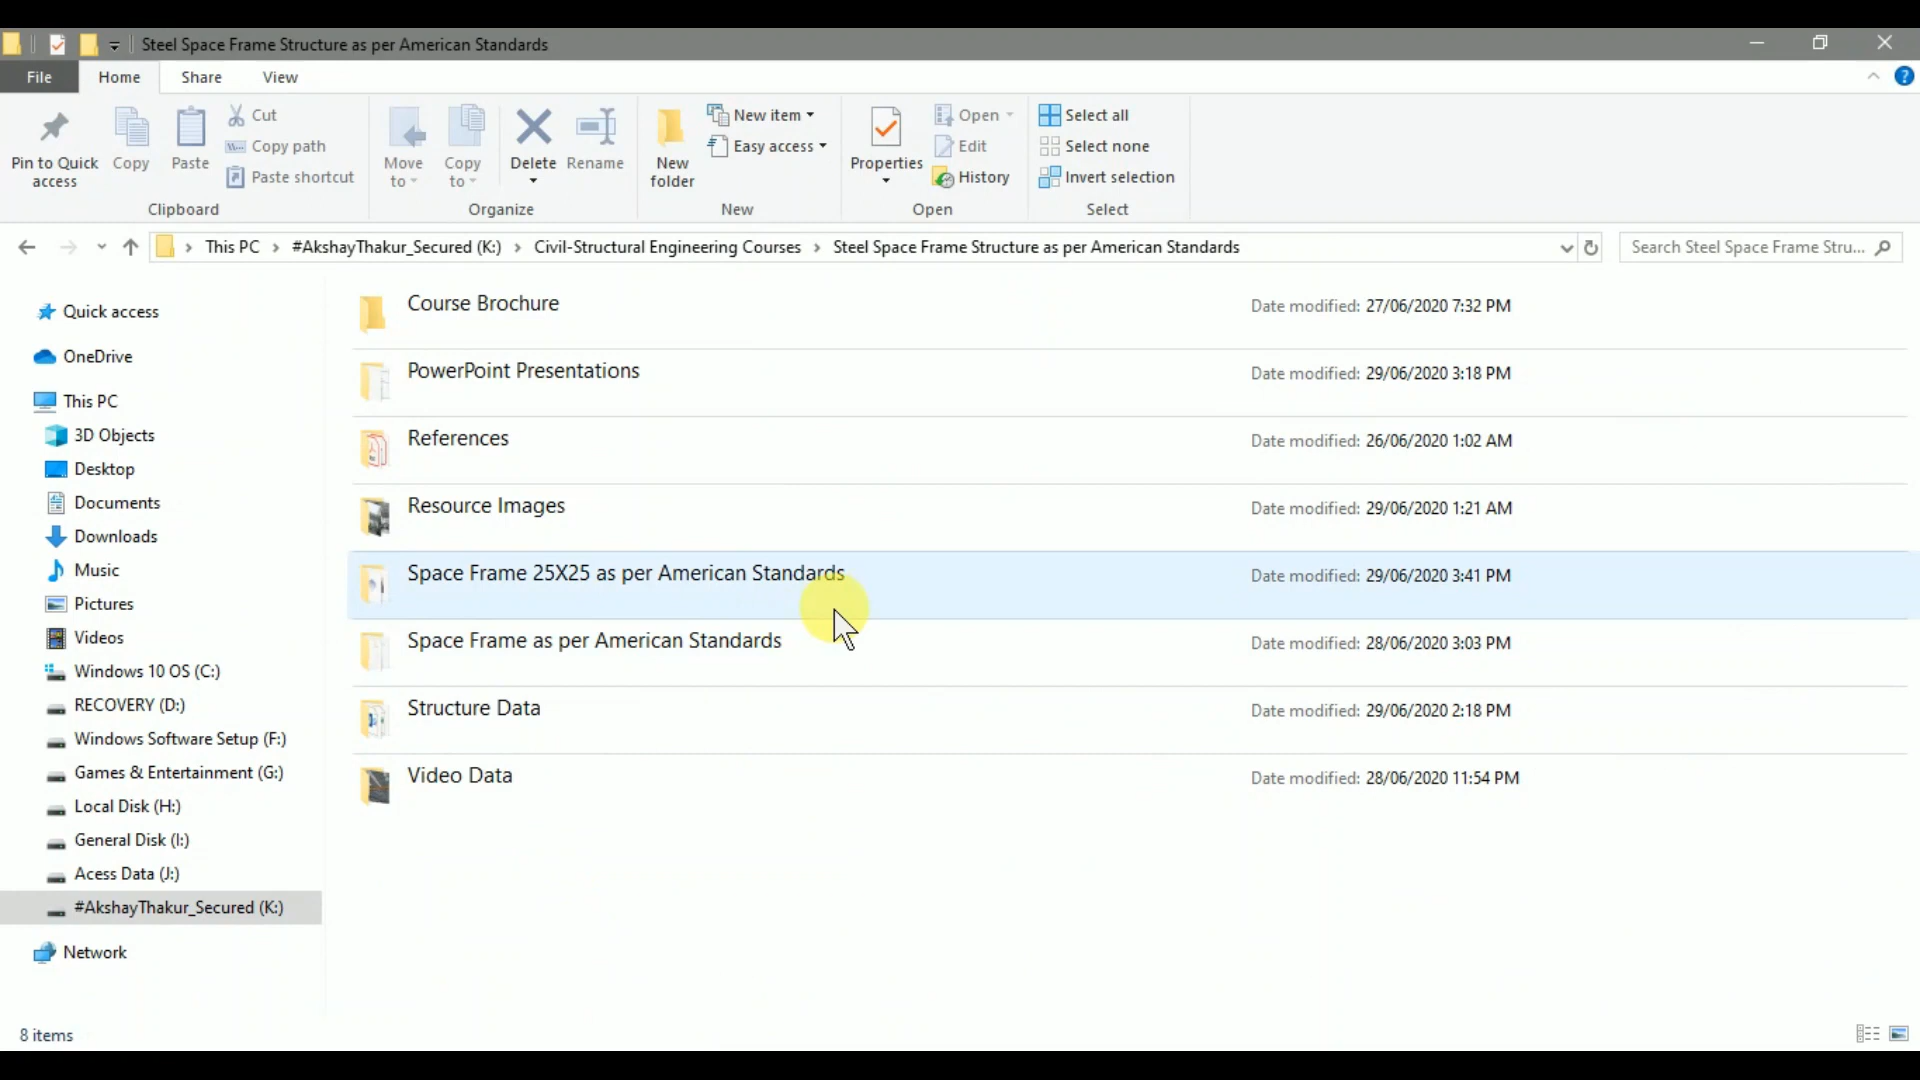 Steel Space Frame Structure as per American Standards
File Home Share View
Pin to Quick access
Copy
Paste
Cut
Copy path
Paste shortcut
Clipboard
Move to
Copy to
Delete
Rename
Organize
New folder
New item
Easy access
New
Properties
Open
Edit
History
Open
Select all
Select none
Invert selection
Select
This PC > #AkshayThakur_Secured (K:) > Civil-Structural Engineering Courses > Steel Space Frame Structure as per American Standards
Search Steel Space Frame Stru...
Quick access
OneDrive
This PC
3D Objects
Desktop
Documents
Downloads
Music
Pictures
Videos
Windows 10 OS (C:)
RECOVERY (D:)
Windows Software Setup (F:)
Games & Entertainment (G:)
Local Disk (H:)
General Disk (I:)
Acess Data (J:)
#AkshayThakur_Secured (K:)
Network
Course Brochure Date modified: 27/06/2020 7:32 PM
PowerPoint Presentations Date modified: 29/06/2020 3:18 PM
References Date modified: 26/06/2020 1:02 AM
Resource Images Date modified: 29/06/2020 1:21 AM
Space Frame 25X25 as per American Standards Date modified: 29/06/2020 3:41 PM
Space Frame as per American Standards Date modified: 28/06/2020 3:03 PM
Structure Data Date modified: 29/06/2020 2:18 PM
Video Data Date modified: 28/06/2020 11:54 PM
8 items